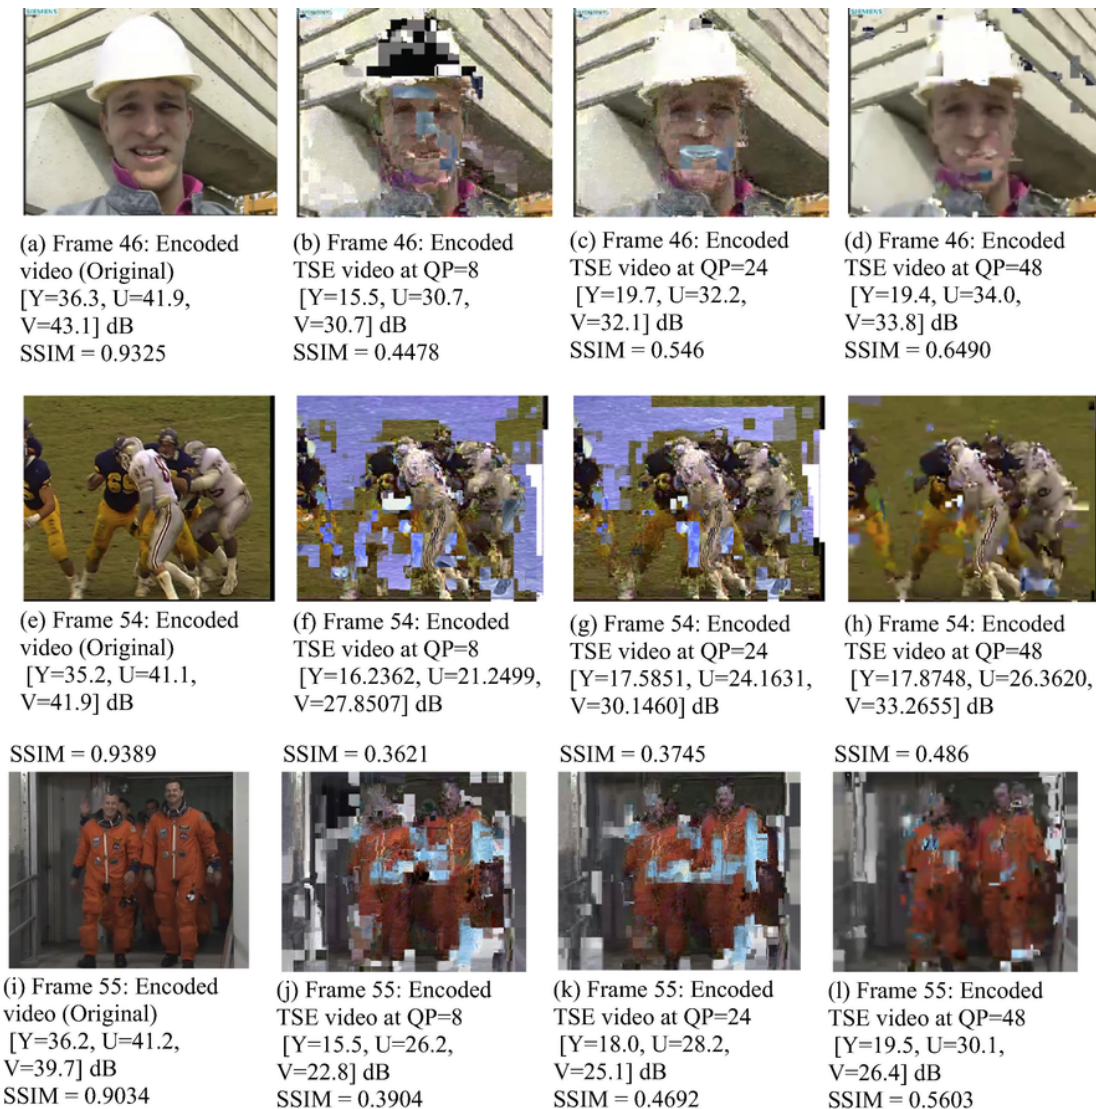 SIEMENS
(a) Frame 46: Encoded
video (Original)
[Y=36.3, U=41.9,
V=43.1] dB
SSIM = 0.9325
(b) Frame 46: Encoded
TSE video at QP=8
[Y=15.5, U=30.7,
V=30.7] dB
SSIM = 0.4478
(c) Frame 46: Encoded
TSE video at QP=24
[Y=19.7, U=32.2,
V=32.1] dB
SSIM = 0.546
(d) Frame 46: Encoded
TSE video at QP=48
[Y=19.4, U=34.0,
V=33.8] dB
SSIM = 0.6490
69
(e) Frame 54: Encoded
video (Original)
[Y=35.2, U=41.1,
V=41.9] dB
SSIM = 0.9389
(f) Frame 54: Encoded
TSE video at QP=8
[Y=16.2362, U=21.2499,
V=27.8507] dB
SSIM = 0.3621
(g) Frame 54: Encoded
TSE video at QP=24
[Y=17.5851, U=24.1631,
V=30.1460] dB
SSIM = 0.3745
(h) Frame 54: Encoded
TSE video at QP=48
[Y=17.8748, U=26.3620,
V=33.2655] dB
SSIM = 0.486
(i) Frame 55: Encoded
video (Original)
[Y=36.2, U=41.2,
V=39.7] dB
SSIM = 0.9034
(j) Frame 55: Encoded
TSE video at QP=8
[Y=15.5, U=26.2,
V=22.8] dB
SSIM = 0.3904
(k) Frame 55: Encoded
TSE video at QP=24
[Y=18.0, U=28.2,
V=25.1] dB
SSIM = 0.4692
(l) Frame 55: Encoded
TSE video at QP=48
[Y=19.5, U=30.1,
V=26.4] dB
SSIM = 0.5603